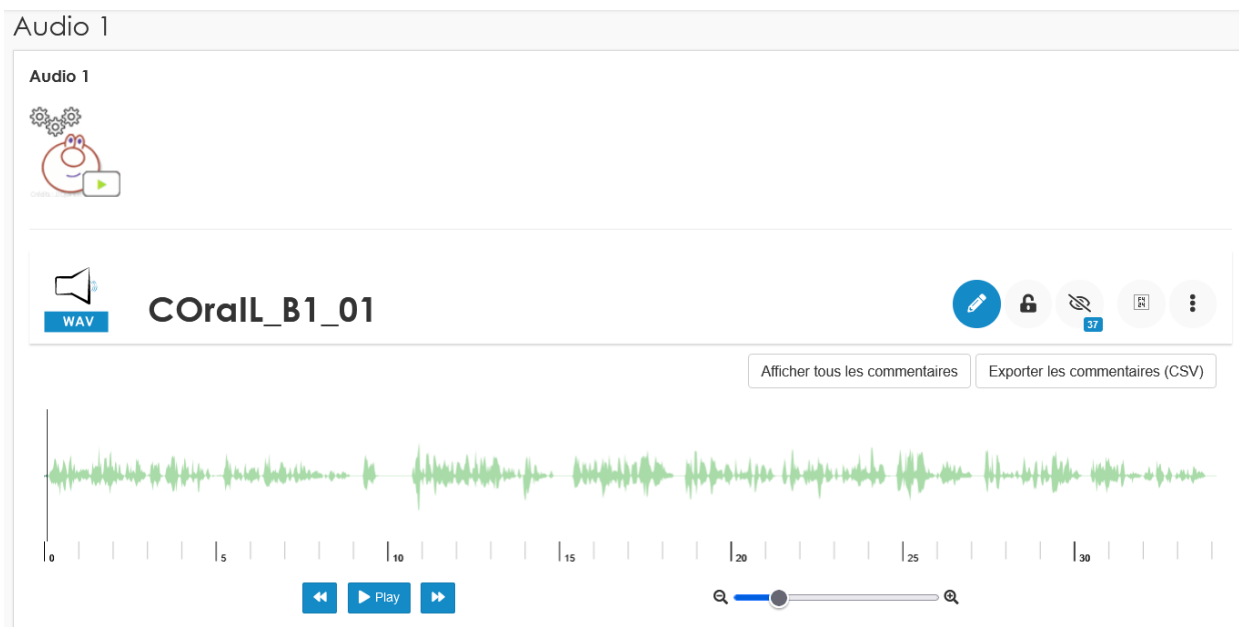 Audio 1
Audio 1
WAV
COralL_B1_01
37
Afficher tous les commentaires
Exporter les commentaires (CSV)
0 5 10 15 20 25 30
Play